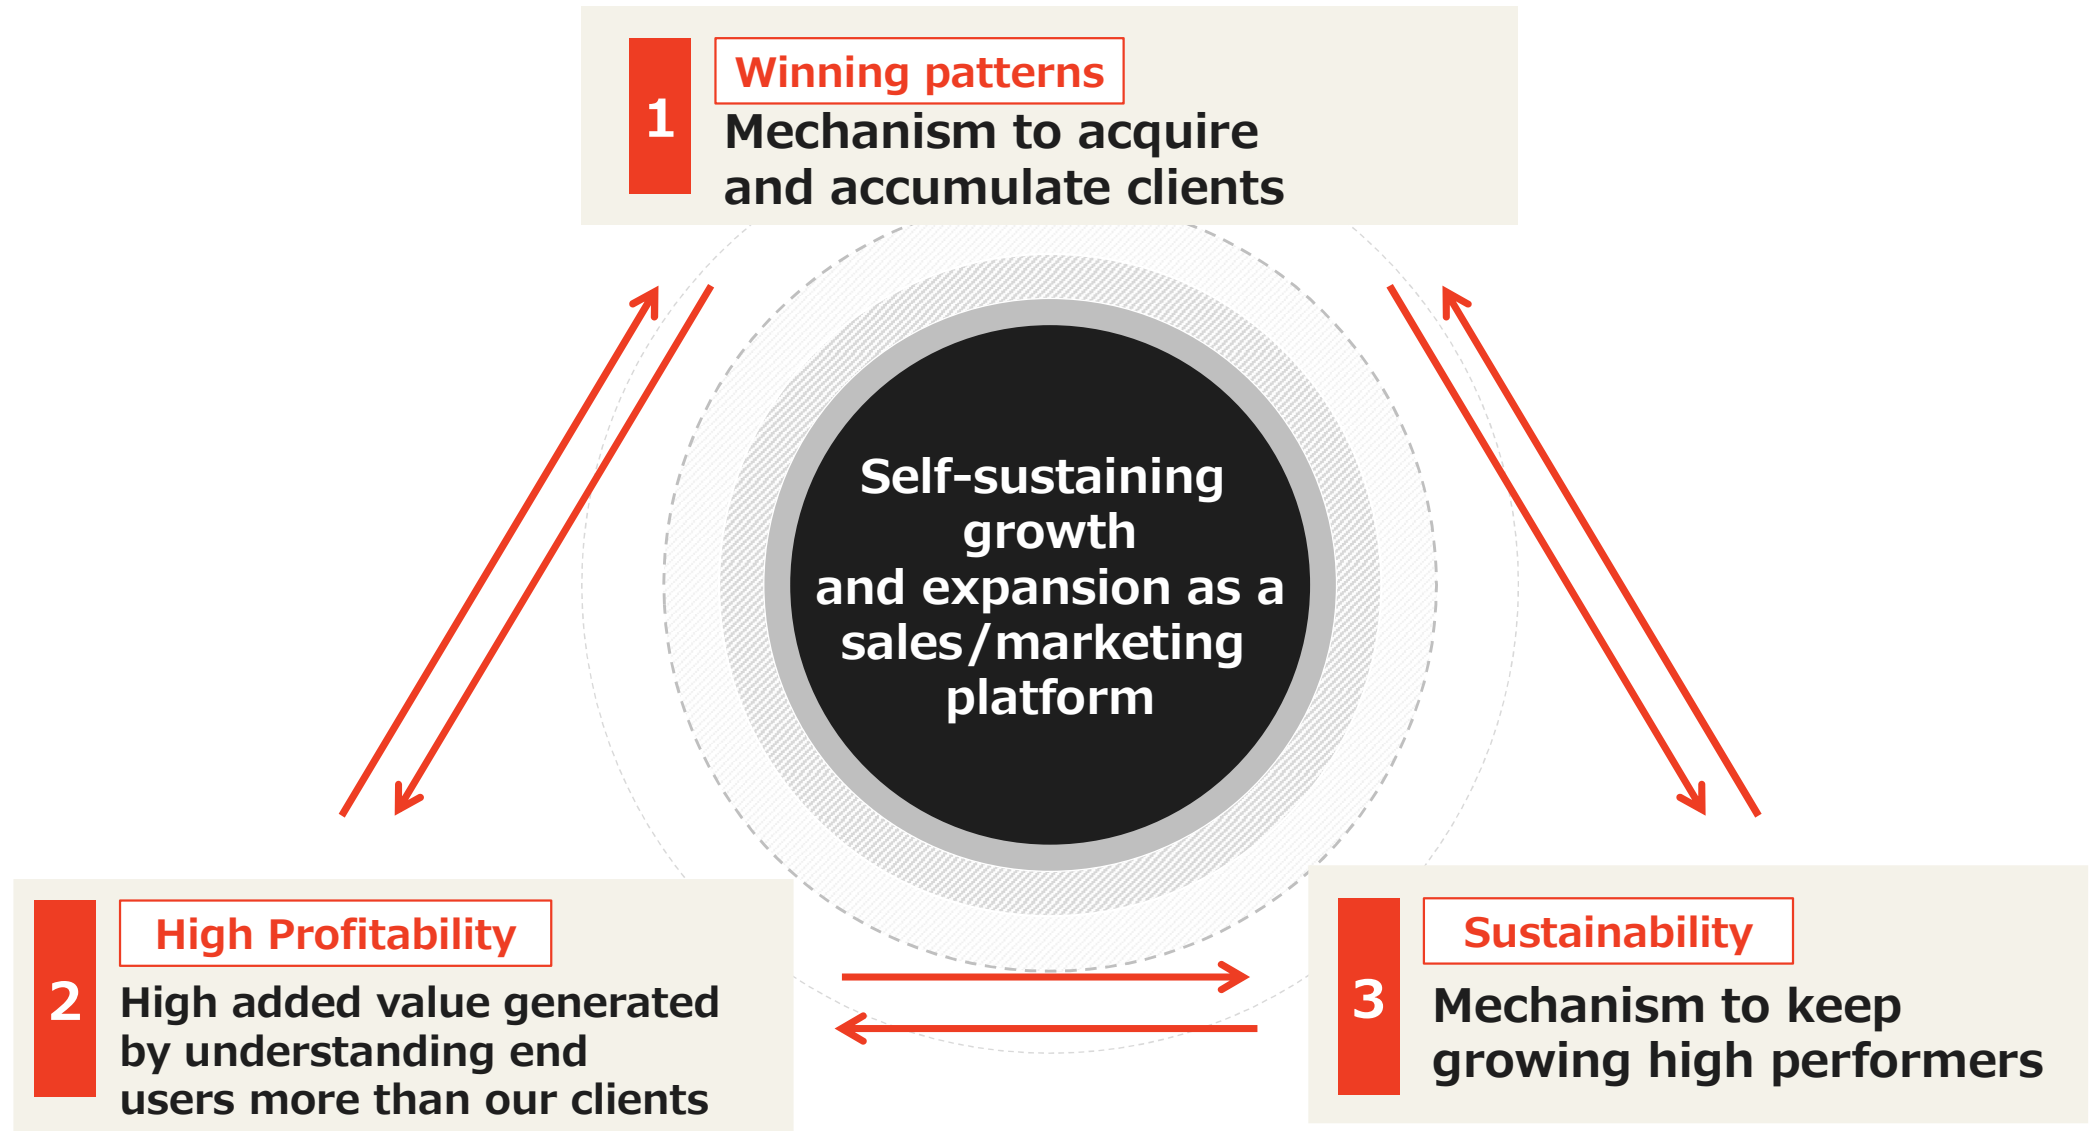 1
Winning patterns
Mechanism to acquire
and accumulate clients
Self-sustaining
growth
and expansion as a
sales/marketing
platform
2
High Profitability
High added value generated
by understanding end
users more than our clients
3
Sustainability
Mechanism to keep
growing high performers